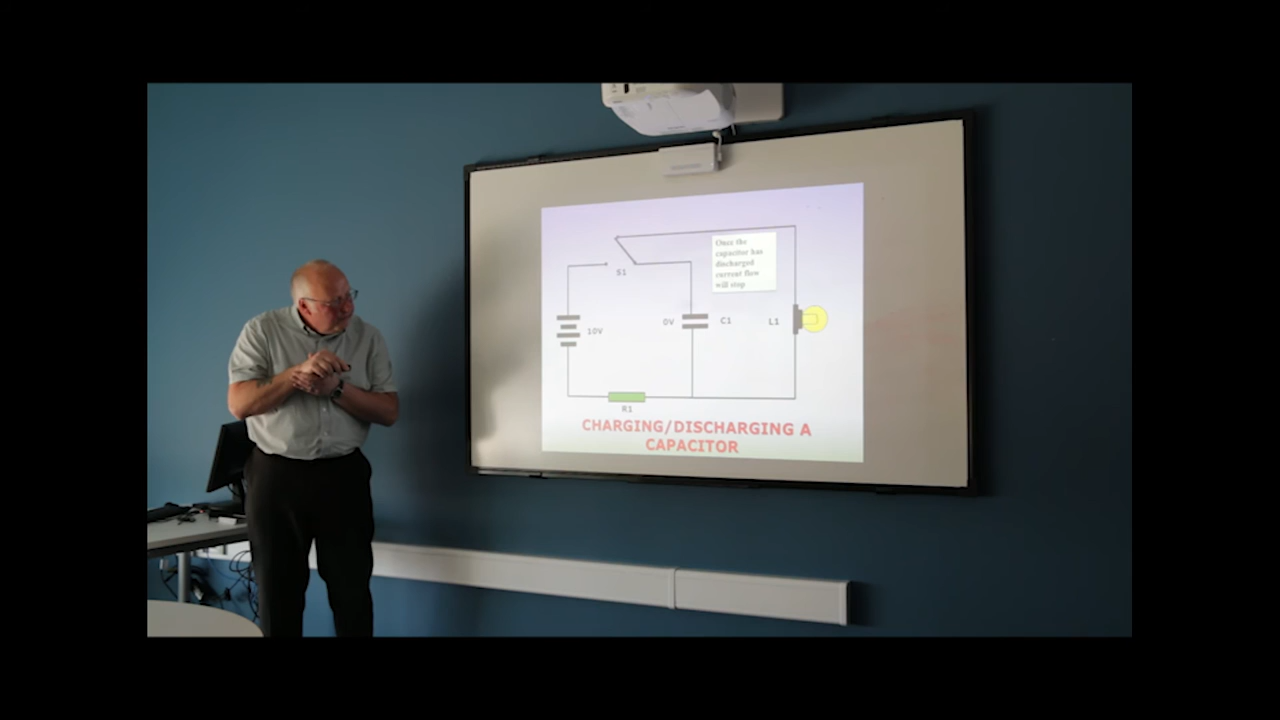 Once the
capacitor has
discharged
current flow
will stop
S1
10V
0V
C1
L1
R1
CHARGING/DISCHARGING A
CAPACITOR